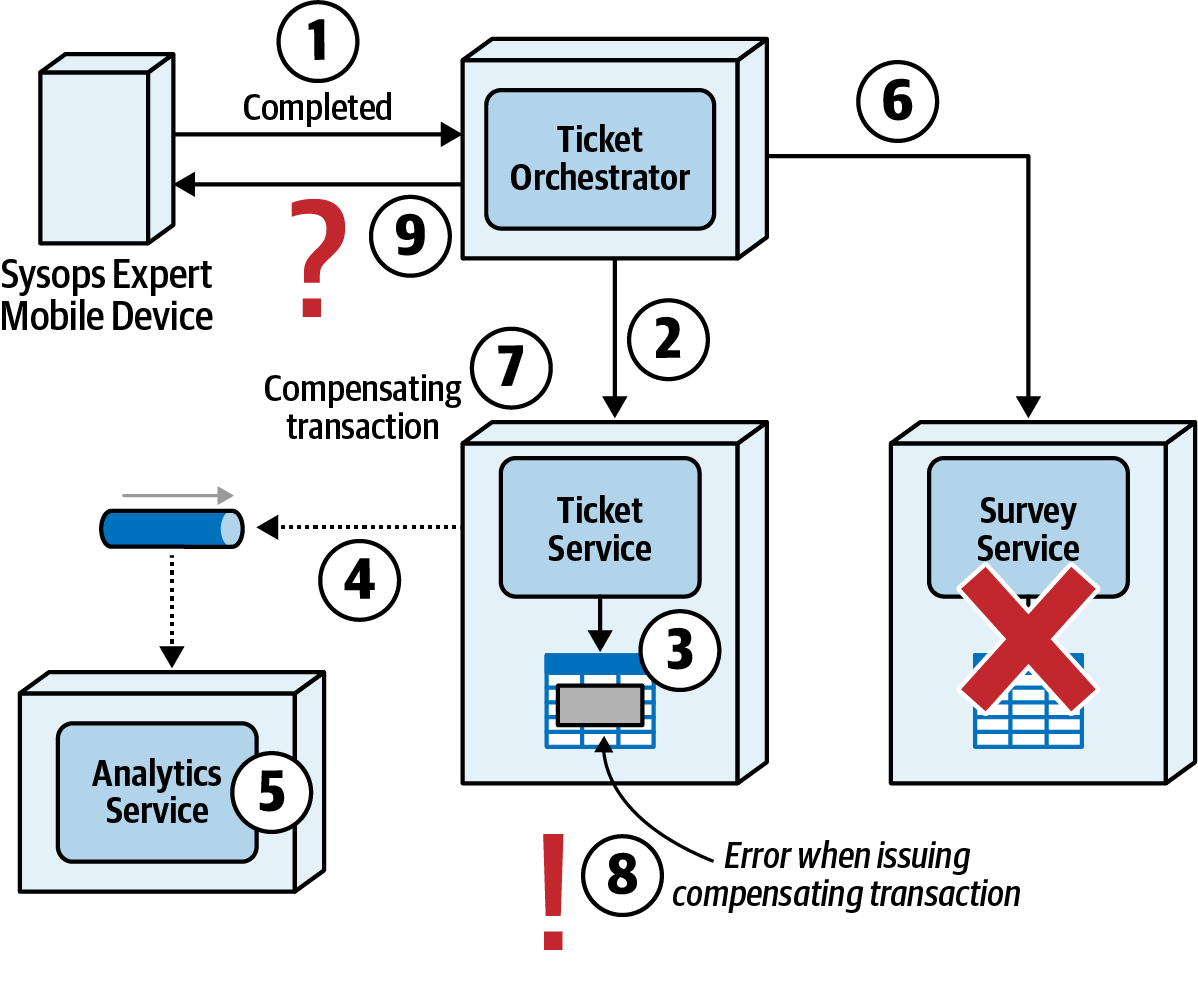 1
Completed
Ticket
Orchestrator
6
?
9
Sysops Expert
Mobile Device
2
7
Compensating
transaction
4
Ticket
Service
3
Survey
Service
Analytics
Service
5
!
8
Error when issuing
compensating transaction